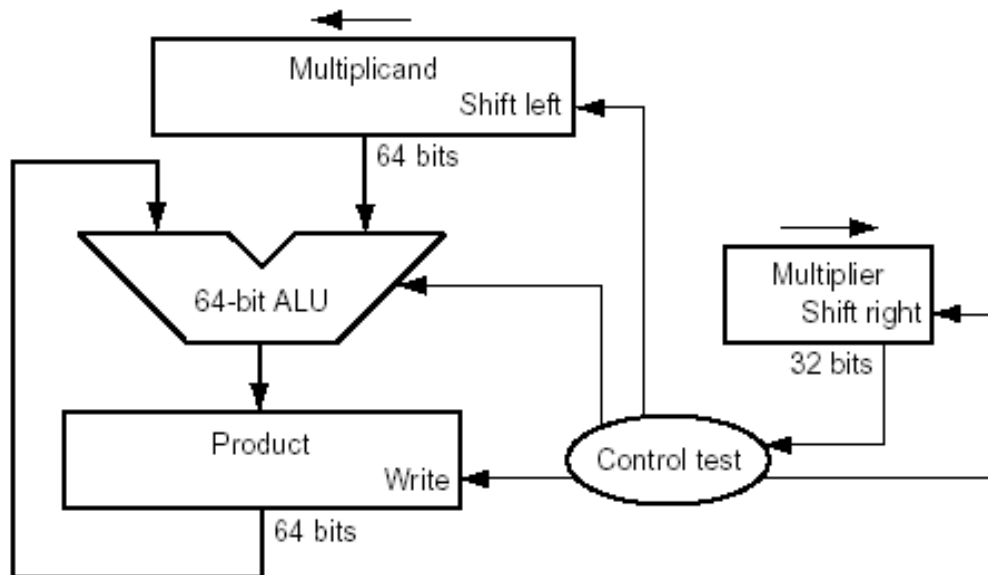 Multiplicand
Shift left
64 bits
64-bit ALU
Multiplier
Shift right
32 bits
Product
Write
Control test
64 bits